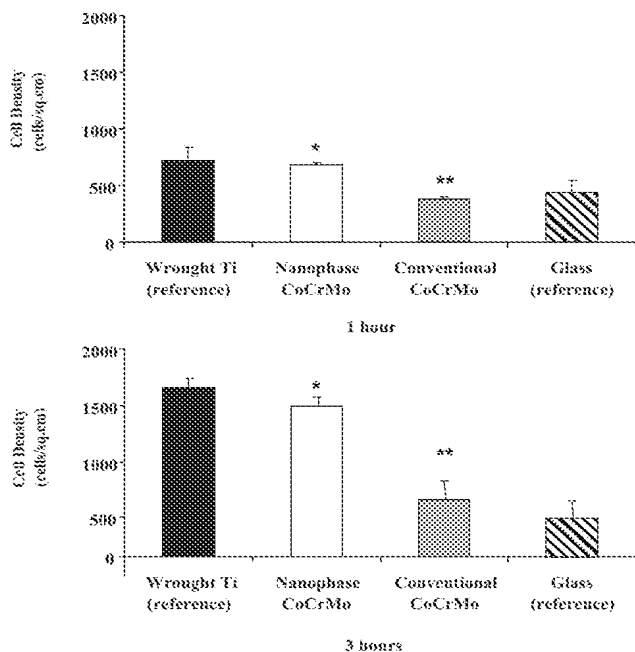 2000
1500
1000
500
0
Cell Density
(cells/sq.cm)
*
**
Wrought Ti
(reference)
Nanophase
CoCrMo
Conventional
CoCrMo
Glass
(reference)
1 hour
2000
1500
1000
500
0
Cell Density
(cells/sq.cm)
*
**
Wrought Ti
(reference)
Nanophase
CoCrMo
Conventional
CoCrMo
Glass
(reference)
3 hours